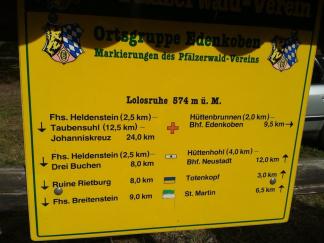 Pfälzerwald-Verein
Ortsgruppe Edenkoben
Markierungen des Pfälzerwald-Vereins
Lolosruhe 574 m ü. M.
Fhs. Heldenstein (2,5 km) –
↓ Taubensuhl (12,5 km) –
Johanniskreuz 24,0 km
Hüttenbrunnen (2,0 km) –
Bhf. Edenkoben 9,5 km ↑
Fhs. Heldenstein (2,5 km) –
↓ Drei Buchen 8,0 km
Hüttenhohl (4,0 km) –
Bhf. Neustadt 12,0 km ↑
↓ Ruine Rietburg 8,0 km
Totenkopf 3,0 km ↑
↓ Fhs. Breitenstein 9,0 km
St. Martin 6,5 km ↑